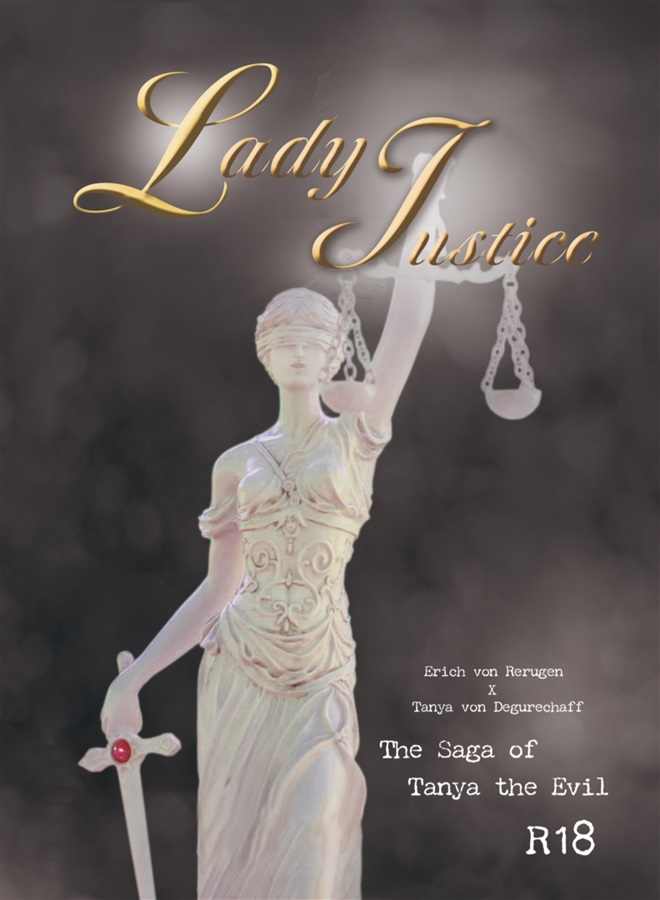 Lady
Justice
Erich von Rerugen
X
Tanya von Degurechaff
The Saga of
Tanya the Evil
R18